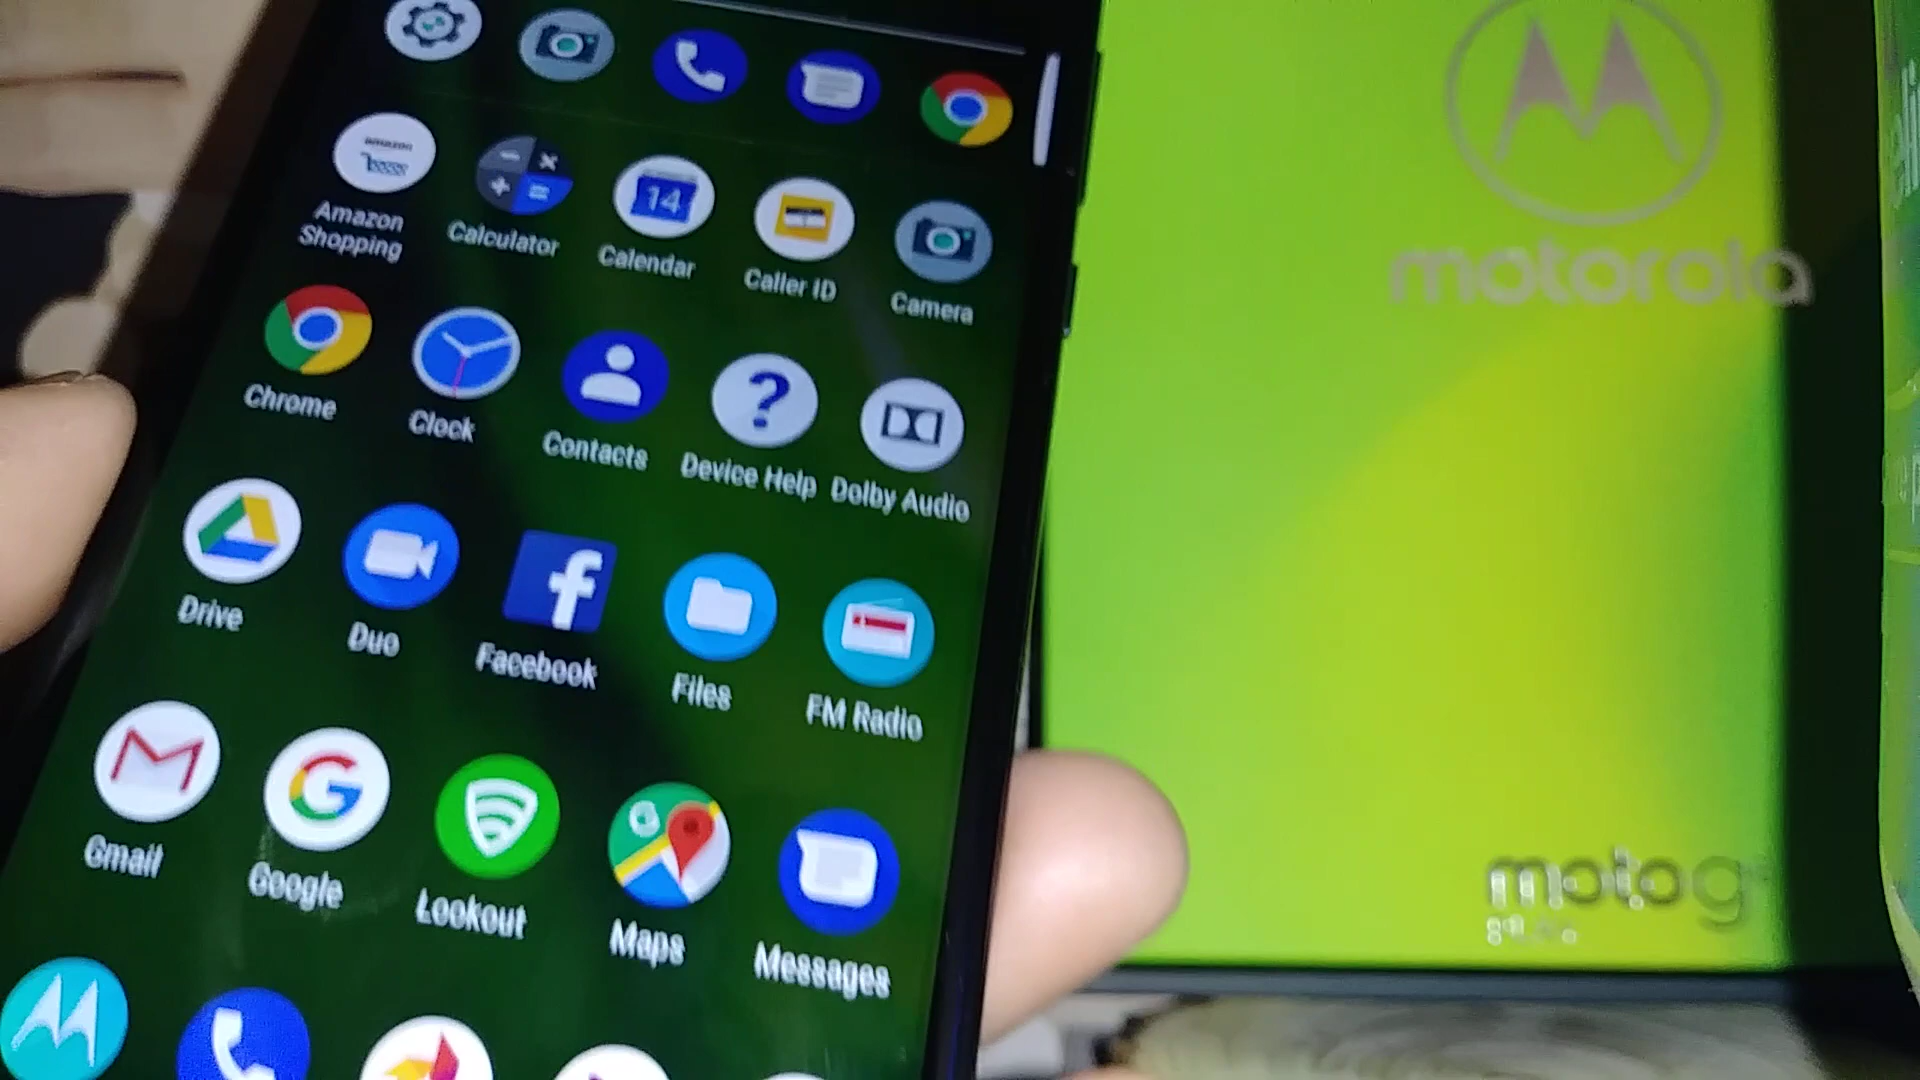 amazon
14
Amazon
Shopping
Calculator
Calendar
Caller ID
Camera
Chrome
Clock
Contacts
Device Help
Dolby Audio
Drive
Duo
Facebook
Files
FM Radio
Gmail
Google
Lookout
Maps
Messages
motorola
moto g